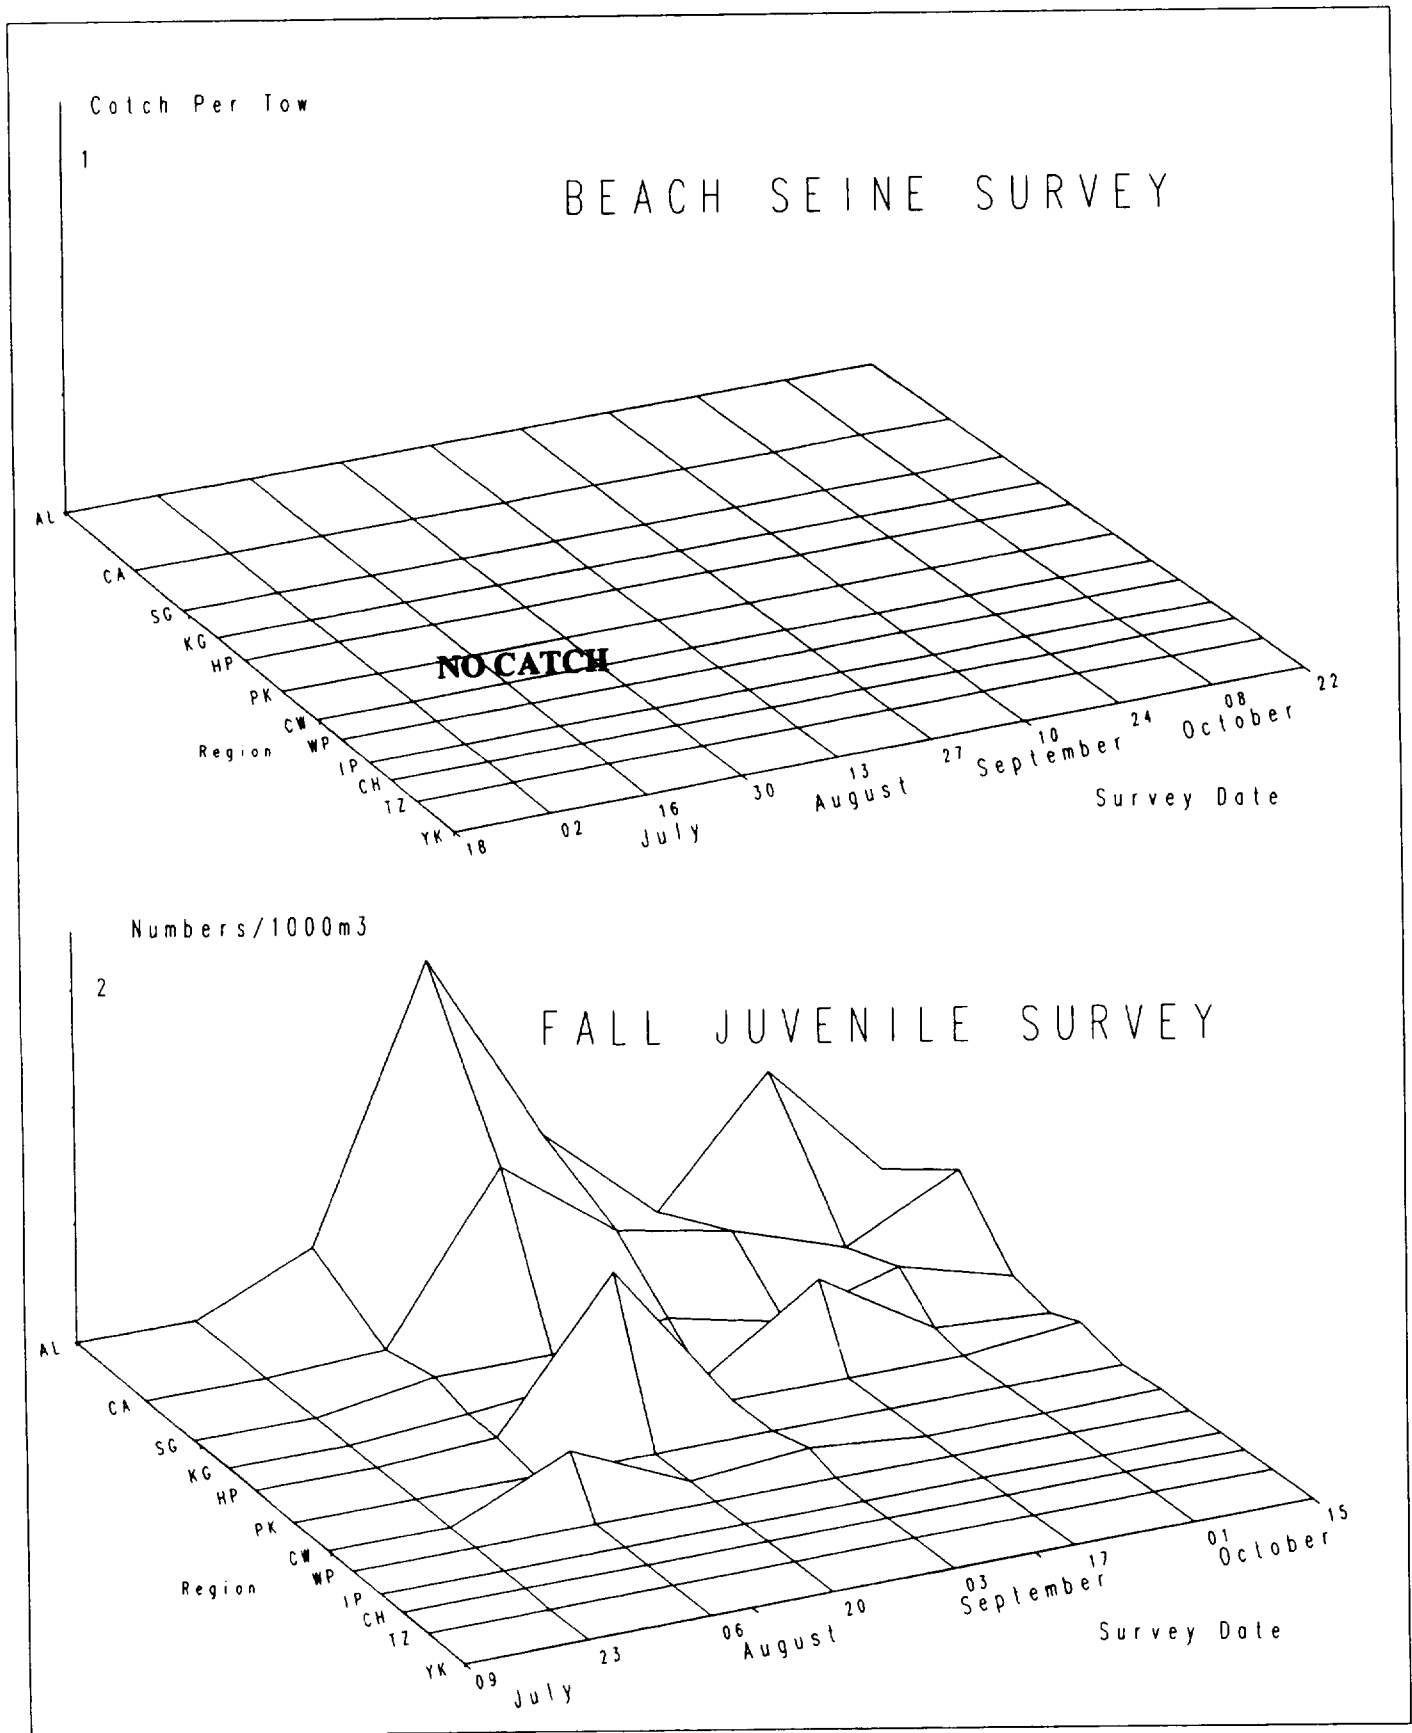 Catch Per Tow
1
BEACH SEINE SURVEY
AL
CA
SG
KG
HP
PK
CW
WP
IP
CH
TZ
YK
Region
NO CATCH
18
02
16
30
13
27
10
24
08
22
July
August
September
October
Survey Date
Numbers/1000m3
2
FALL JUVENILE SURVEY
AL
CA
SG
KG
HP
PK
CW
WP
IP
CH
TZ
YK
Region
09
23
06
20
03
17
01
15
July
August
September
October
Survey Date